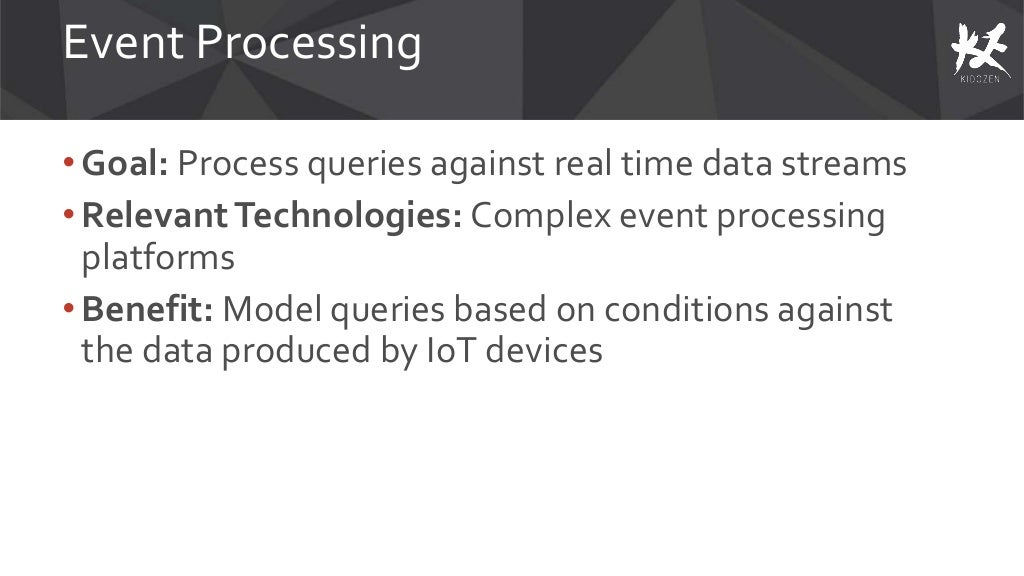 Event Processing
KIDOZEN
• Goal: Process queries against real time data streams
• Relevant Technologies: Complex event processing
platforms
• Benefit: Model queries based on conditions against
the data produced by IoT devices